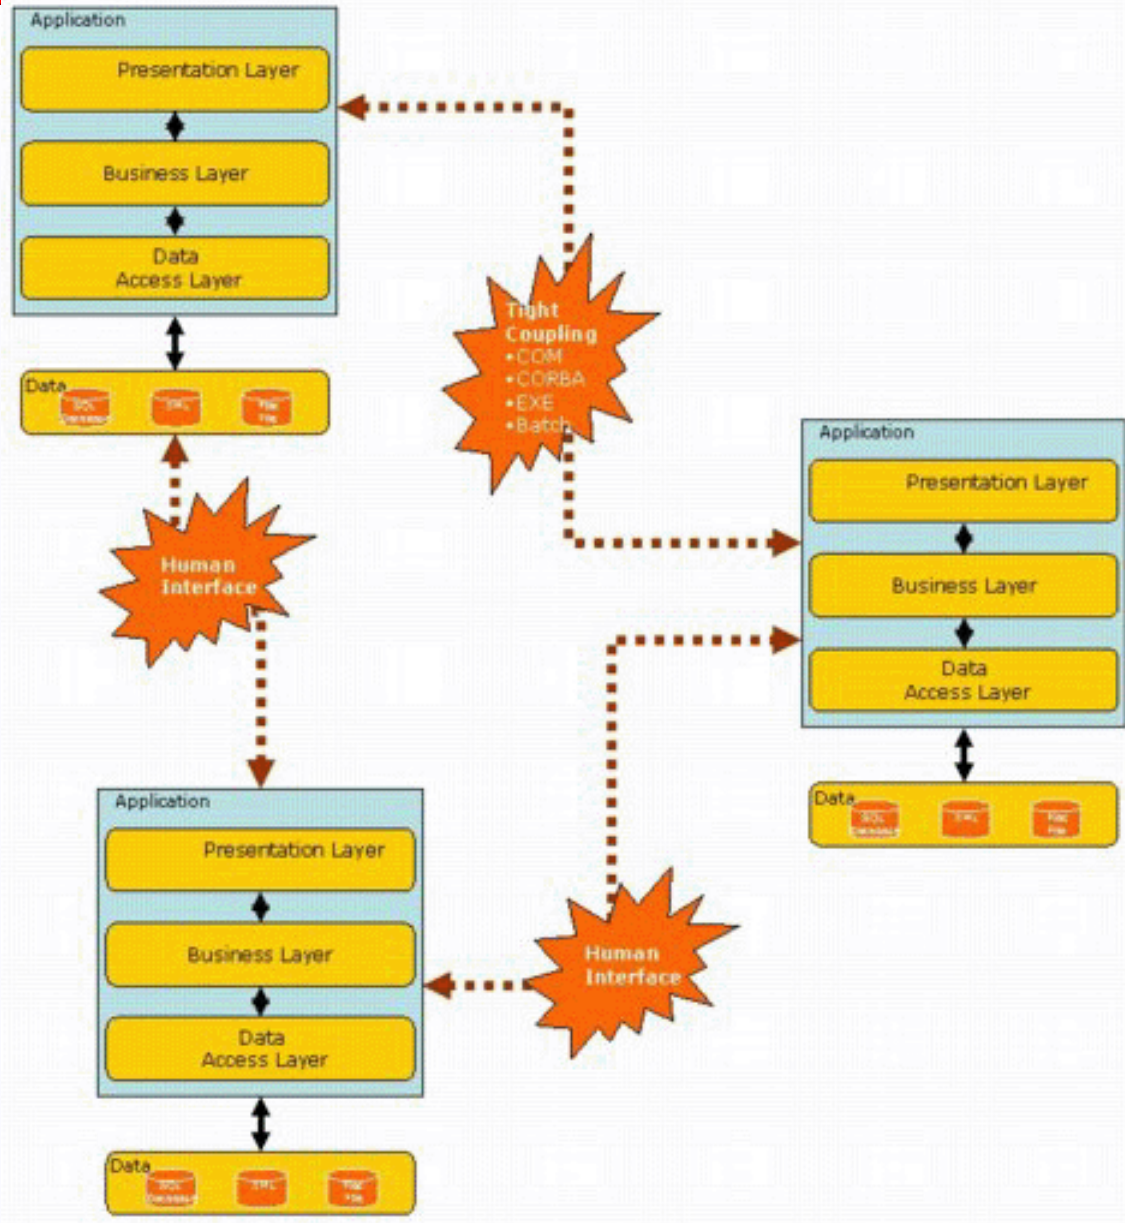 Application
Presentation Layer
Business Layer
Data
Access Layer
Data
Tight
Coupling
•COM
•CORBA
•EXE
•Batch
Human
Interface
Application
Presentation Layer
Business Layer
Data
Access Layer
Data
Application
Presentation Layer
Business Layer
Data
Access Layer
Data
Human
Interface